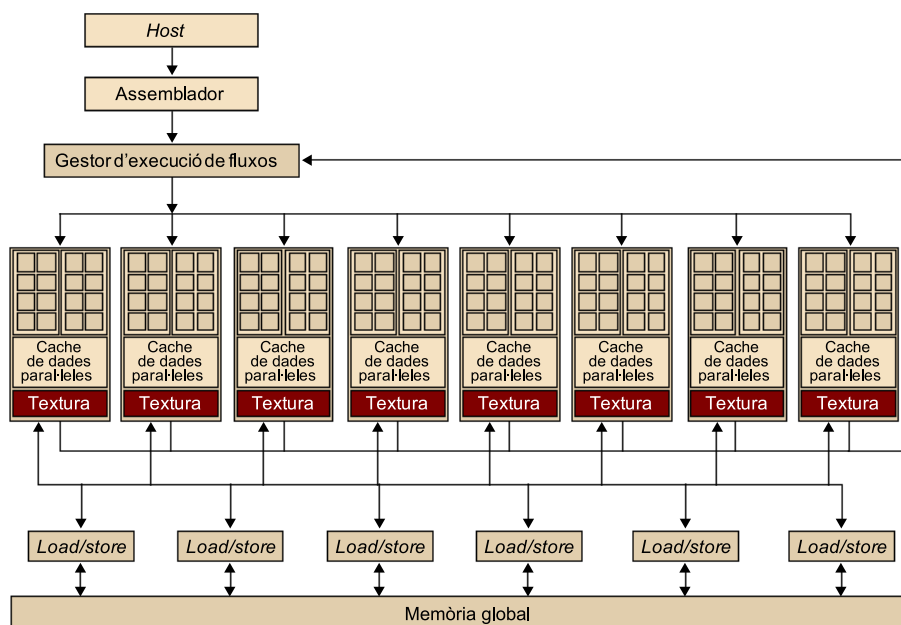 Host
Assemblador
Gestor d'execució de fluxos
Cache
de dades
paral·leles
Textura
Cache
de dades
paral·leles
Textura
Cache
de dades
paral·leles
Textura
Cache
de dades
paral·leles
Textura
Cache
de dades
paral·leles
Textura
Cache
de dades
paral·leles
Textura
Cache
de dades
paral·leles
Textura
Cache
de dades
paral·leles
Textura
Load/store
Load/store
Load/store
Load/store
Load/store
Load/store
Memòria global